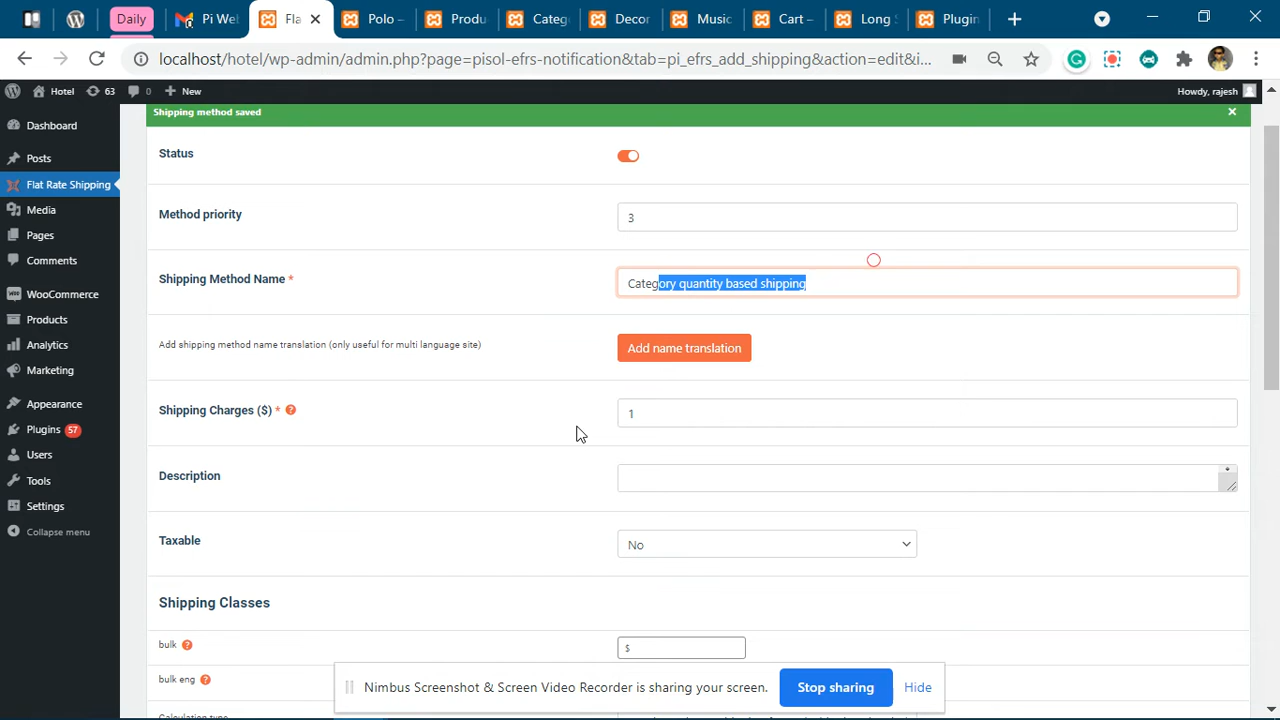 Daily
Pi Web
Fla
Polo –
Produ
Categ
Decor
Music
Cart –
Long S
Plugin
localhost/hotel/wp-admin/admin.php?page=pisol-efrs-notification&tab=pi_efrs_add_shipping&action=edit&i...
Hotel
63
0
New
Howdy, rajesh
Dashboard
Posts
Flat Rate Shipping
Media
Pages
Comments
WooCommerce
Products
Analytics
Marketing
Appearance
Plugins 57
Users
Tools
Settings
Collapse menu
Shipping method saved
Status
Method priority
3
Shipping Method Name *
Category quantity based shipping
Add shipping method name translation (only useful for multi language site)
Add name translation
Shipping Charges ($) * ?
1
Description
Taxable
No
Shipping Classes
bulk ?
$
bulk eng ?
Nimbus Screenshot & Screen Video Recorder is sharing your screen.
Stop sharing
Hide